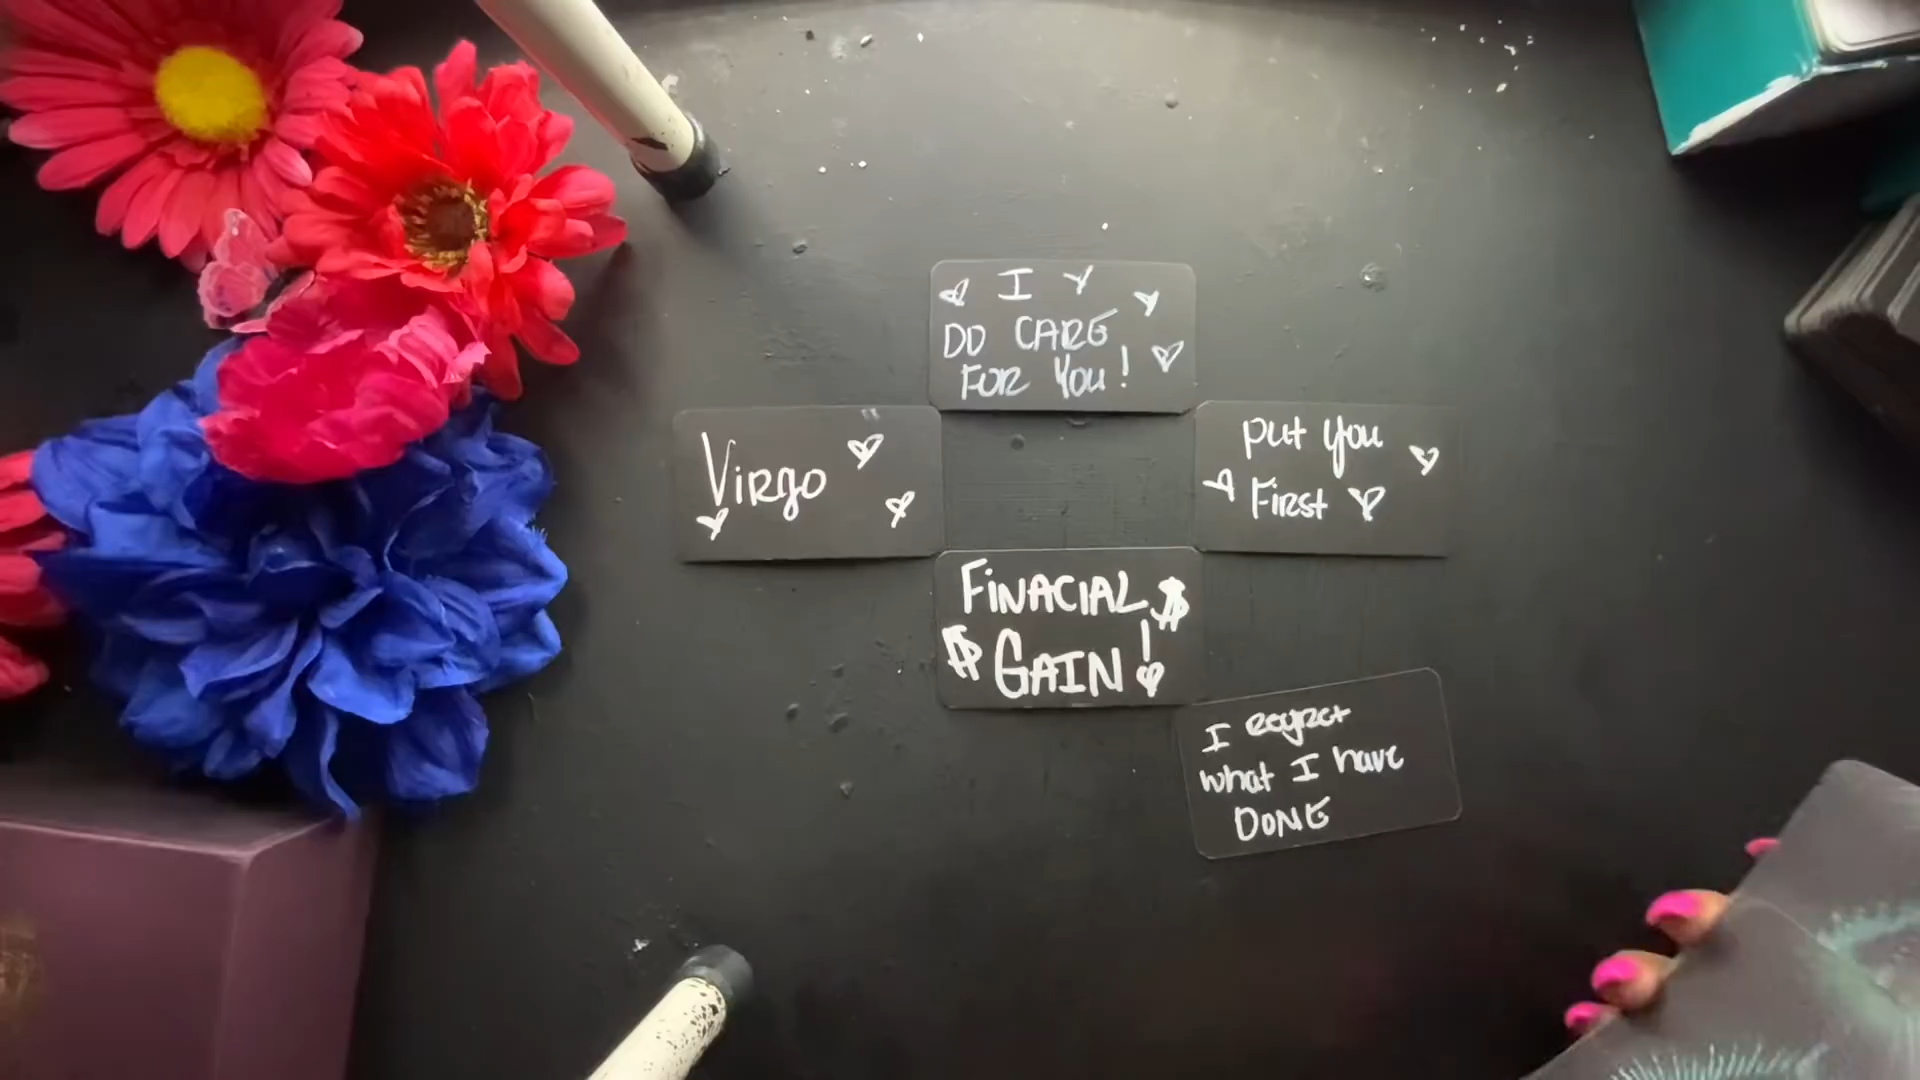 I
DO CARE
FOR YOU!
VIRGO
PUT YOU
FIRST
FINACIAL $
$ GAIN!
I REGRET
WHAT I HAVE
DONE